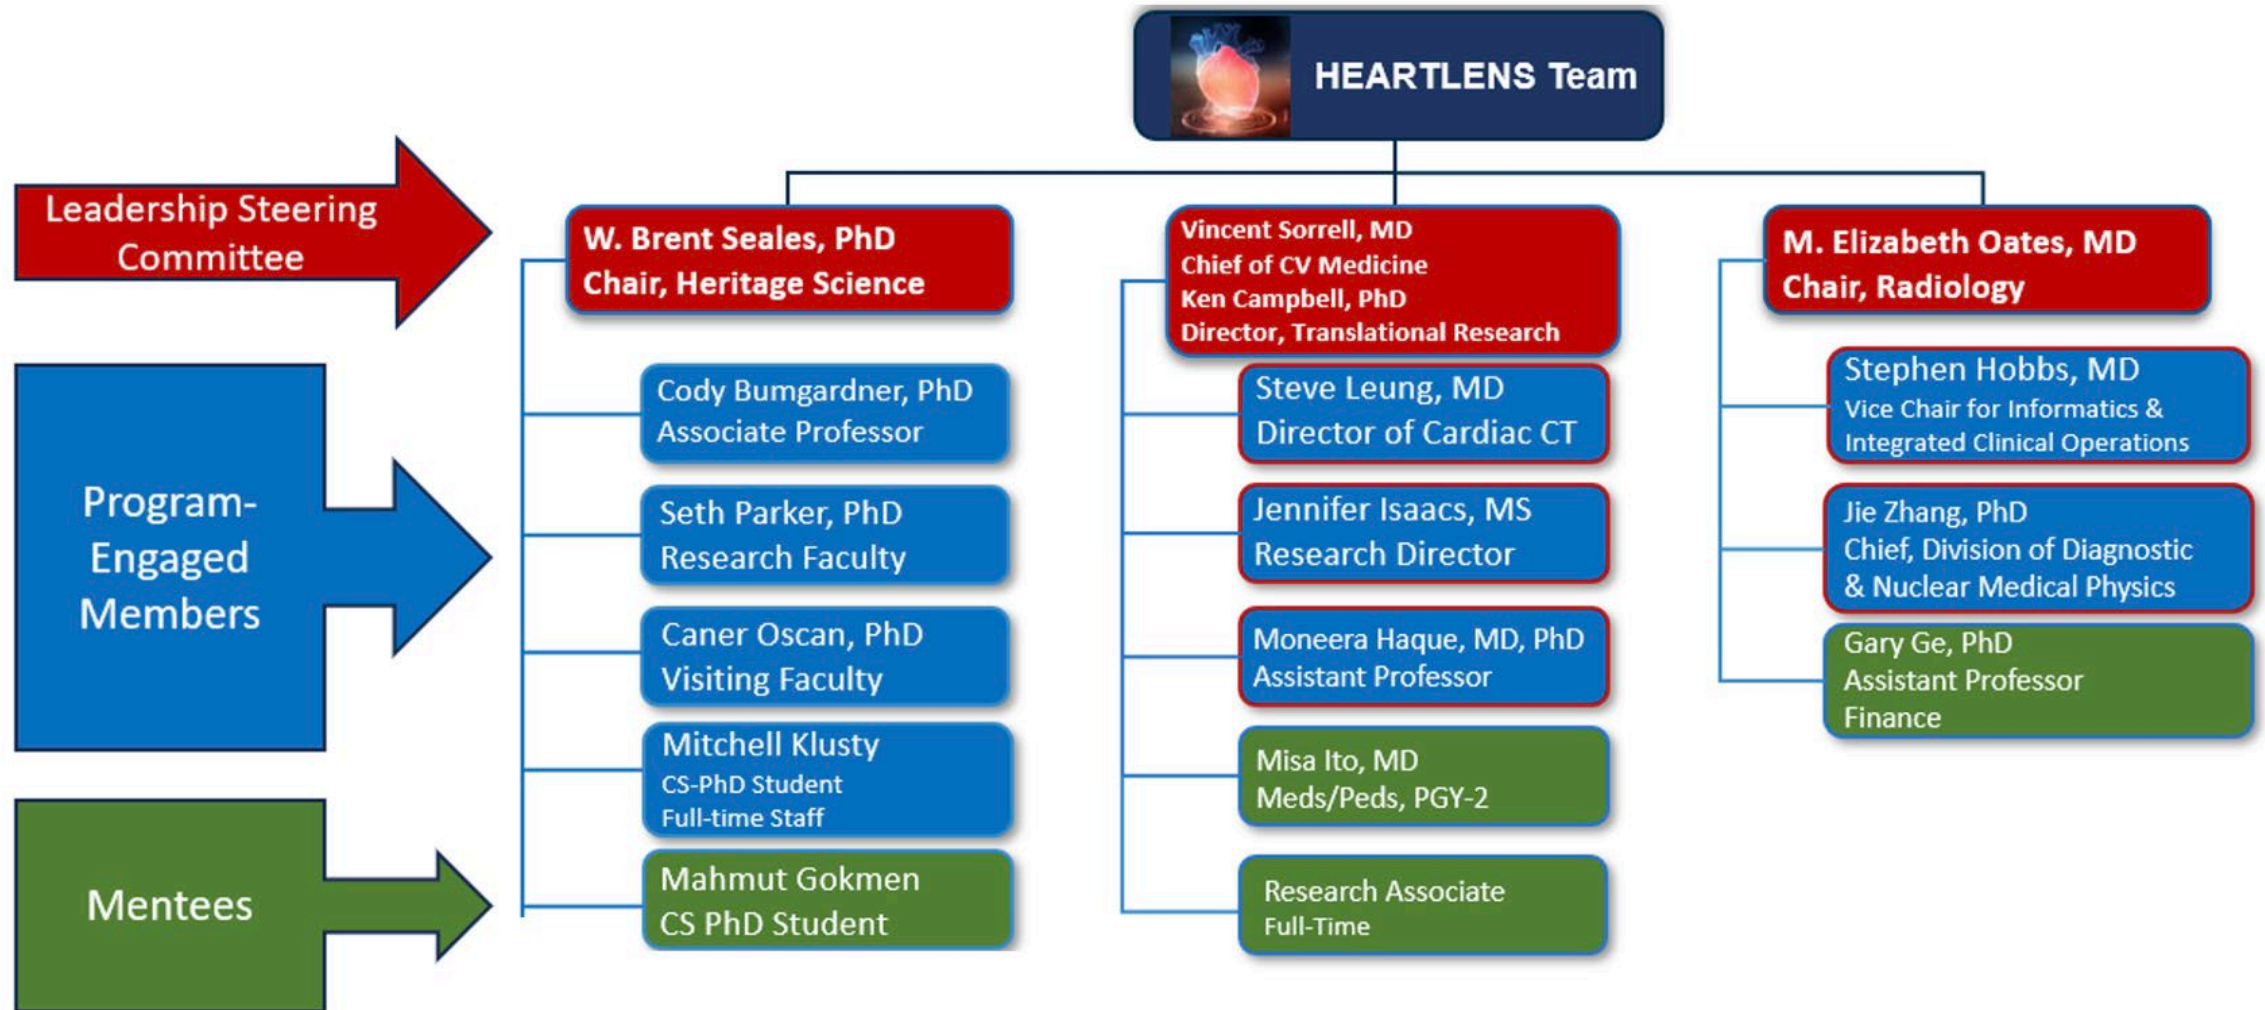 HEARTLENS Team
Leadership Steering
Committee
W. Brent Seales, PhD
Chair, Heritage Science
Vincent Sorrell, MD
Chief of CV Medicine
Ken Campbell, PhD
Director, Translational Research
M. Elizabeth Oates, MD
Chair, Radiology
Program-
Engaged
Members
Cody Bumgardner, PhD
Associate Professor
Seth Parker, PhD
Research Faculty
Caner Oscan, PhD
Visiting Faculty
Mitchell Klusty
CS-PhD Student
Full-time Staff
Steve Leung, MD
Director of Cardiac CT
Jennifer Isaacs, MS
Research Director
Moneera Haque, MD, PhD
Assistant Professor
Stephen Hobbs, MD
Vice Chair for Informatics &
Integrated Clinical Operations
Jie Zhang, PhD
Chief, Division of Diagnostic
& Nuclear Medical Physics
Mentees
Mahmut Gokmen
CS PhD Student
Misa Ito, MD
Meds/Peds, PGY-2
Research Associate
Full-Time
Gary Ge, PhD
Assistant Professor
Finance